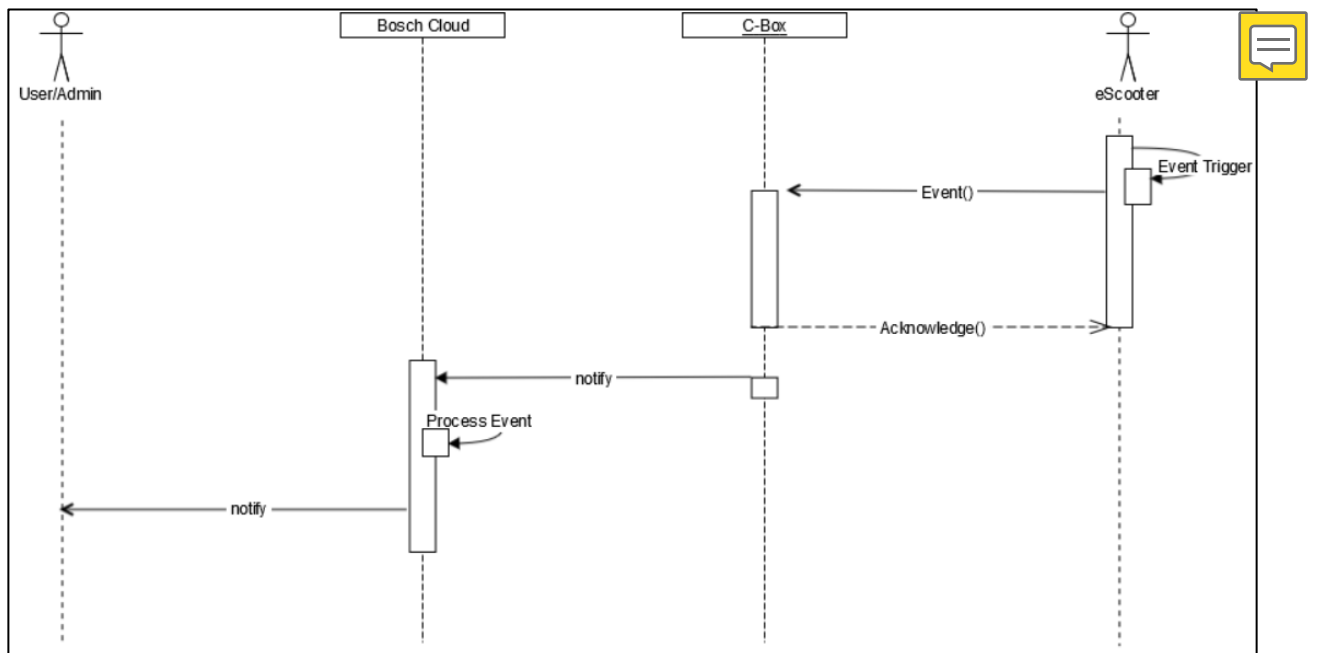 Bosch Cloud
C-Box
User/Admin
eScooter
Event Trigger
Event()
Acknowledge()
notify
Process Event
notify